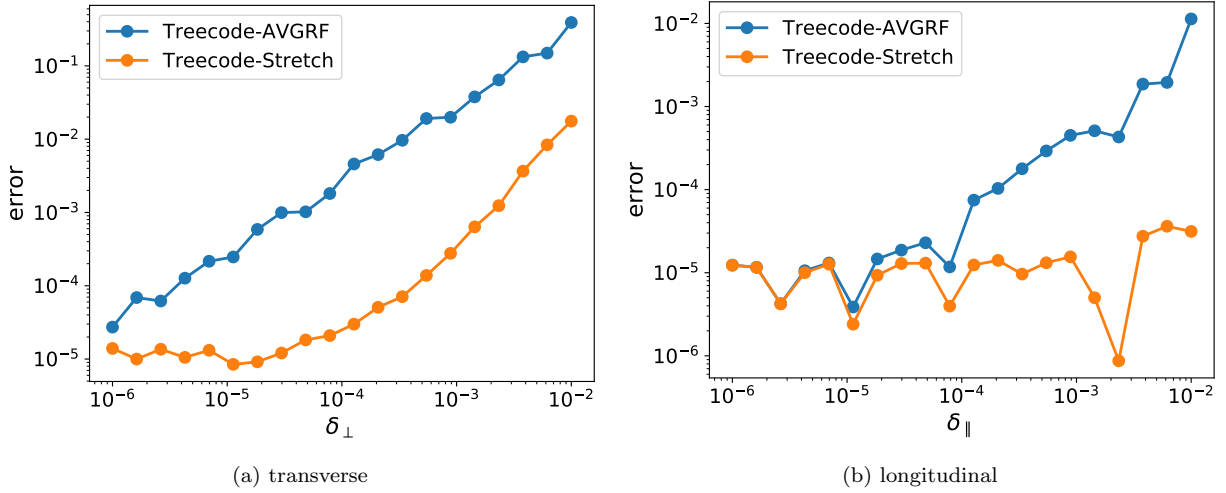 Treecode-AVGRF
Treecode-Stretch
10⁻¹
10⁻²
10⁻³
10⁻⁴
10⁻⁵
error
10⁻⁶ 10⁻⁵ 10⁻⁴ 10⁻³ 10⁻²
δ⊥
(a) transverse
Treecode-AVGRF
Treecode-Stretch
10⁻²
10⁻³
10⁻⁴
10⁻⁵
10⁻⁶
error
10⁻⁶ 10⁻⁵ 10⁻⁴ 10⁻³ 10⁻²
δ∥
(b) longitudinal